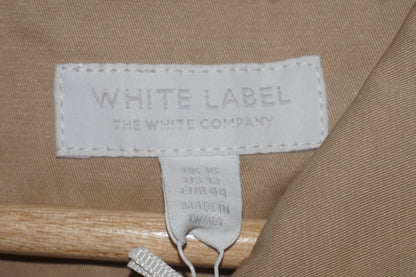 WHITE LABEL
THE WHITE COMPANY
UK 16
US 12
EUR 44
MADE IN
CHINA